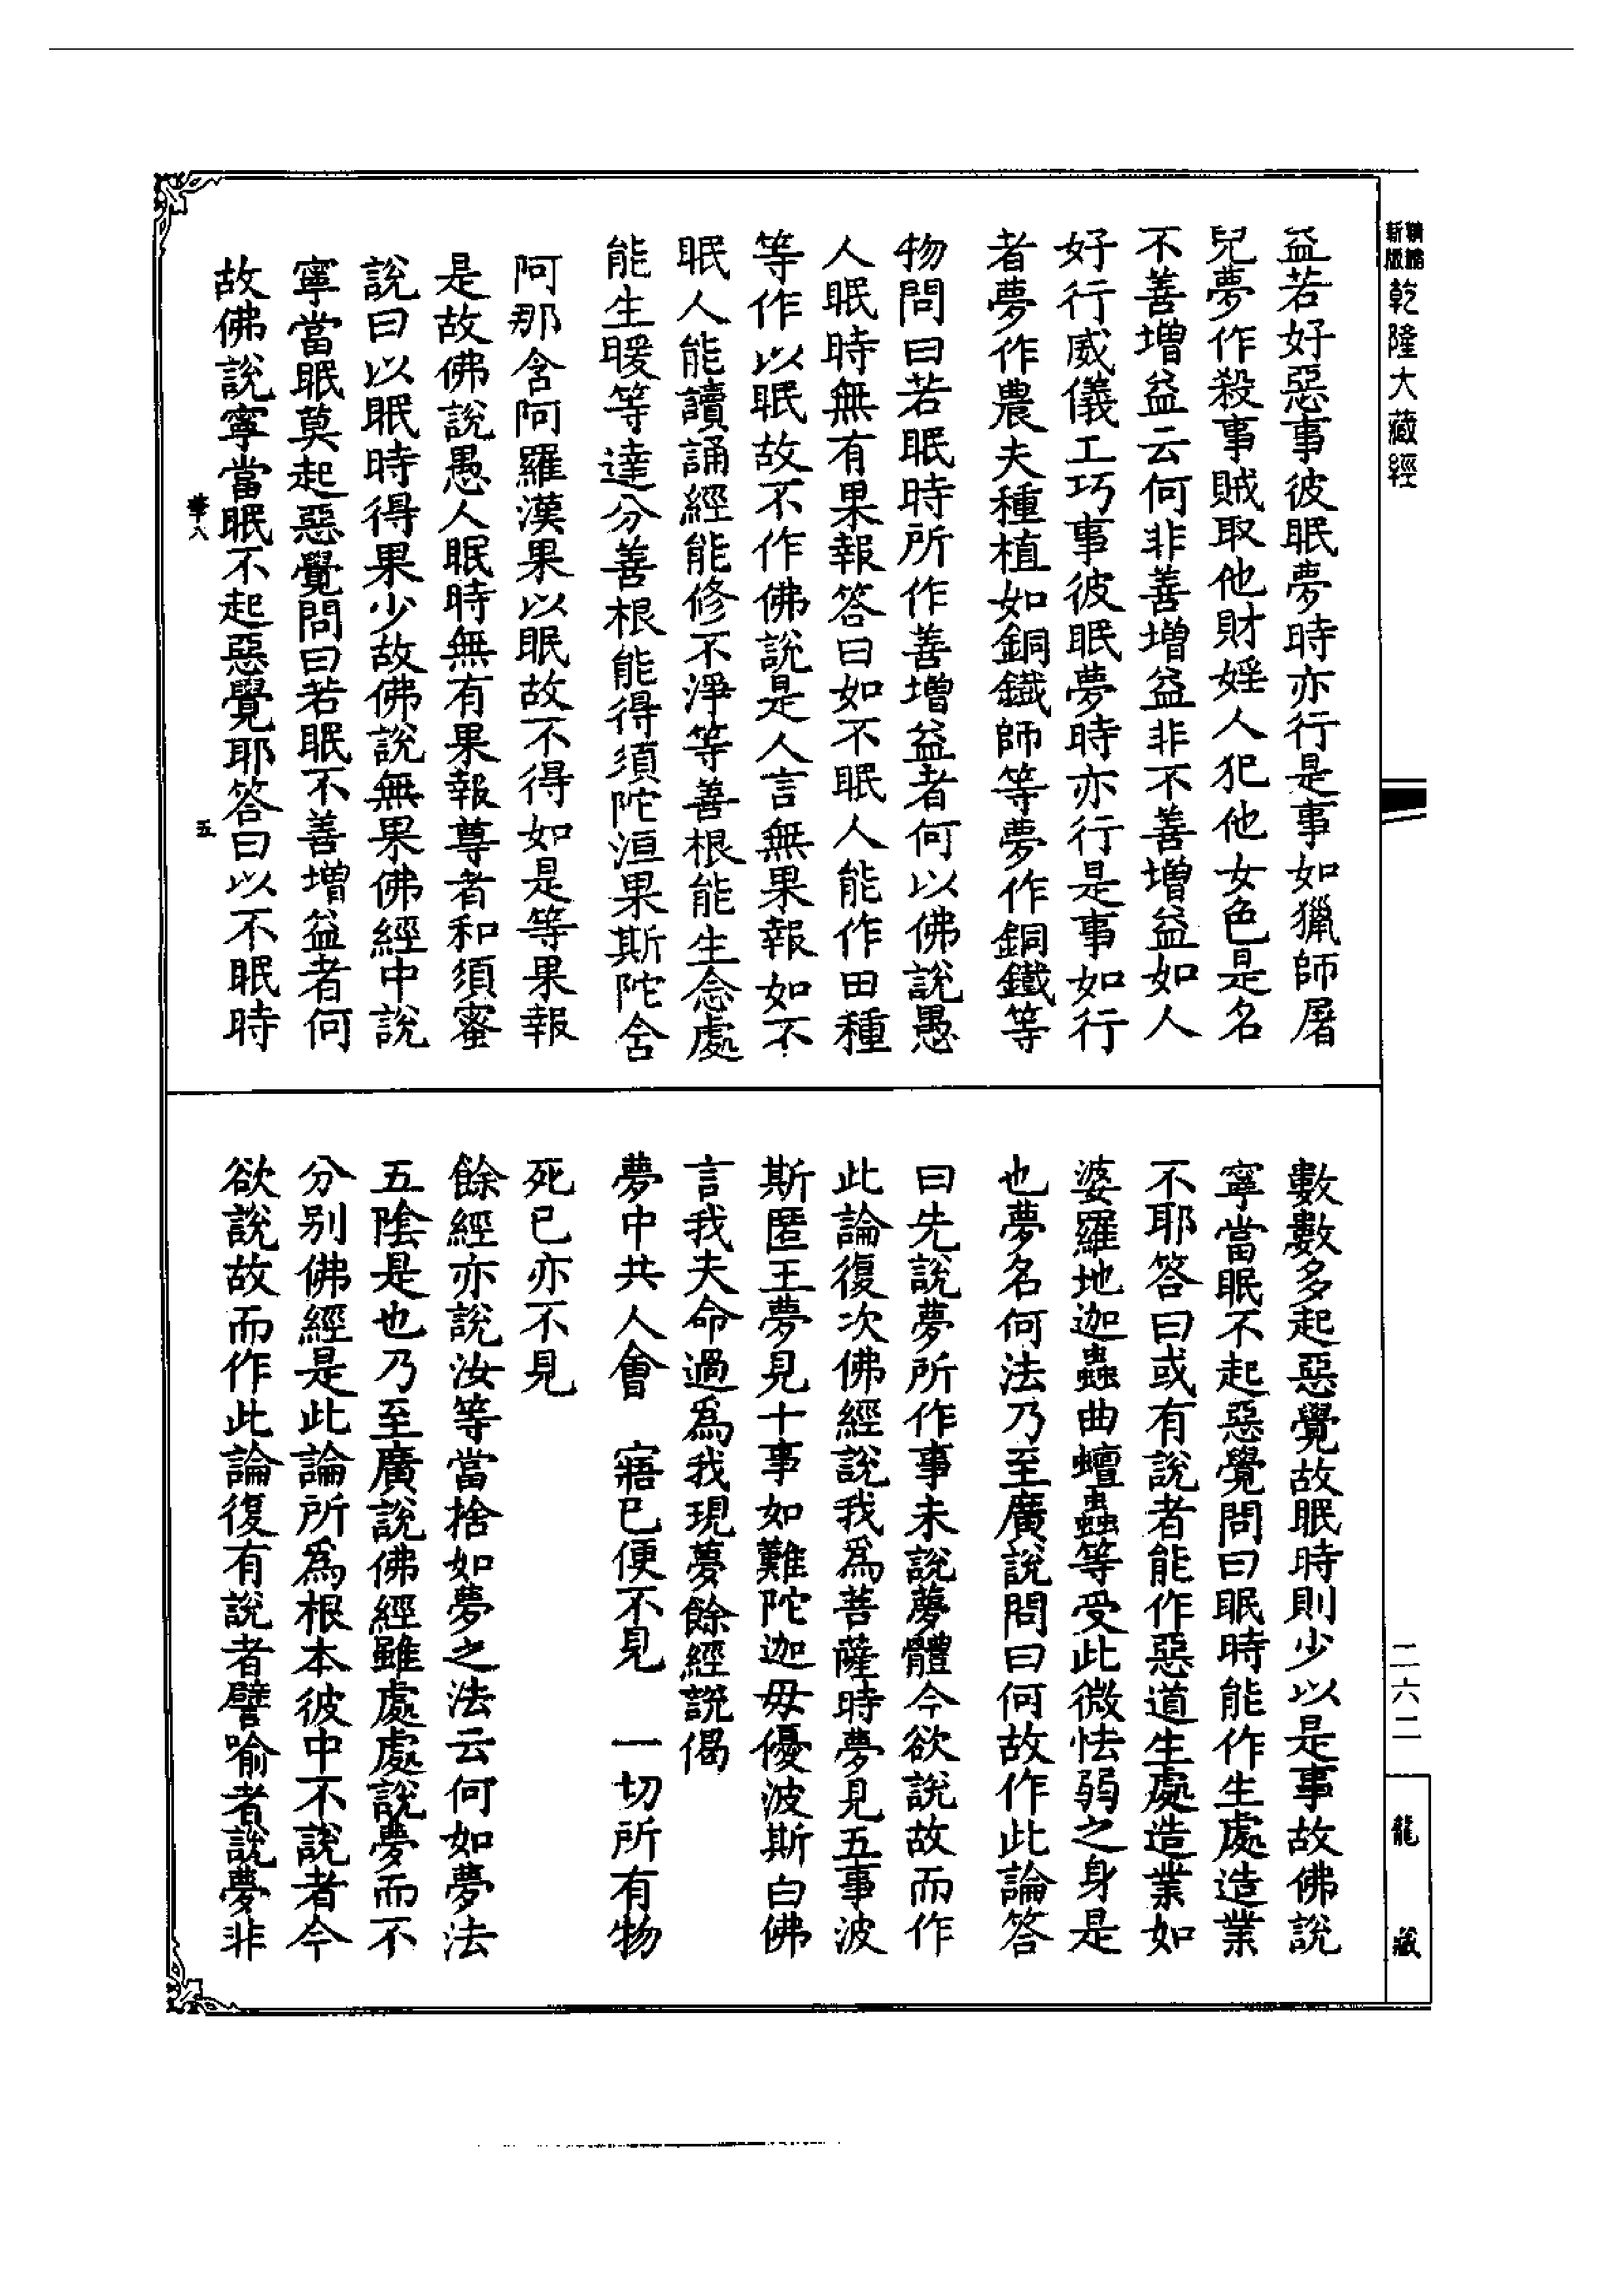 新版
精鐫
乾隆大藏經
益若好惡事彼眠夢時亦行是事如獵師屠
兒夢作殺事賊取他財婬人犯他女色是名
不善增益云何非善增益非不善增益如人
好行威儀工巧事彼眠夢時亦行是事如行
者夢作農夫種植如銅鐵師等夢作銅鐵等
物問曰若眠時所作善增益者何以佛說愚
人眠時無有果報答曰如不眠人能作田種
等作以眠故不作佛說是人言無果報如不
眠人能讀誦經能修不淨等善根能生念處
能生暖等達分善根能得須陀洹果斯陀含
阿那含阿羅漢果以眠故不得如是等果報
是故佛說愚人眠時無有果報尊者和須蜜
說曰以眠時得果少故佛說無果佛經中說
寧當眠莫起惡覺問曰若眠不善增益者何
故佛說寧當眠不起惡覺耶答曰以不眠時
華八
五
數數多起惡覺故眠時則少以是事故佛說
寧當眠不起惡覺問曰眠時能作生處造業
不耶答曰或有說者能作惡道生處造業如
婆羅地迦蟲曲蟺蟲等受此微怯弱之身是
也夢名何法乃至廣說問曰何故作此論答
曰先說夢所作事未說夢體今欲說故而作
此論復次佛經說我為菩薩時夢見五事波
斯匿王夢見十事如難陀迦毋優波斯白佛
言我夫命過為我現夢餘經說偈
夢中共人會　寤已便不見　一切所有物
死已亦不見
餘經亦說汝等當捨如夢之法云何如夢法
五陰是也乃至廣說佛經雖處處說夢而不
分別佛經是此論所為根本彼中不說者今
欲說故而作此論復有說者譬喻者說夢非
二六二
龍藏